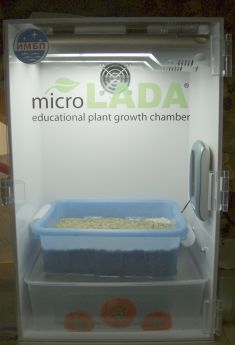 ИМБП
micro LADA®
educational plant growth chamber